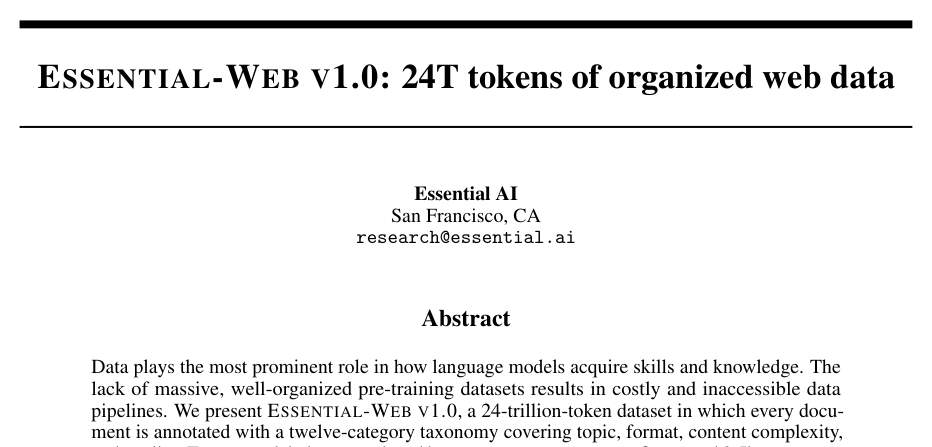 ESSENTIAL-WEB V1.0: 24T tokens of organized web data
Essential AI
San Francisco, CA
research@essential.ai
Abstract
Data plays the most prominent role in how language models acquire skills and knowledge. The
lack of massive, well-organized pre-training datasets results in costly and inaccessible data
pipelines. We present ESSENTIAL-WEB V1.0, a 24-trillion-token dataset in which every docu-
ment is annotated with a twelve-category taxonomy covering topic, format, content complexity,